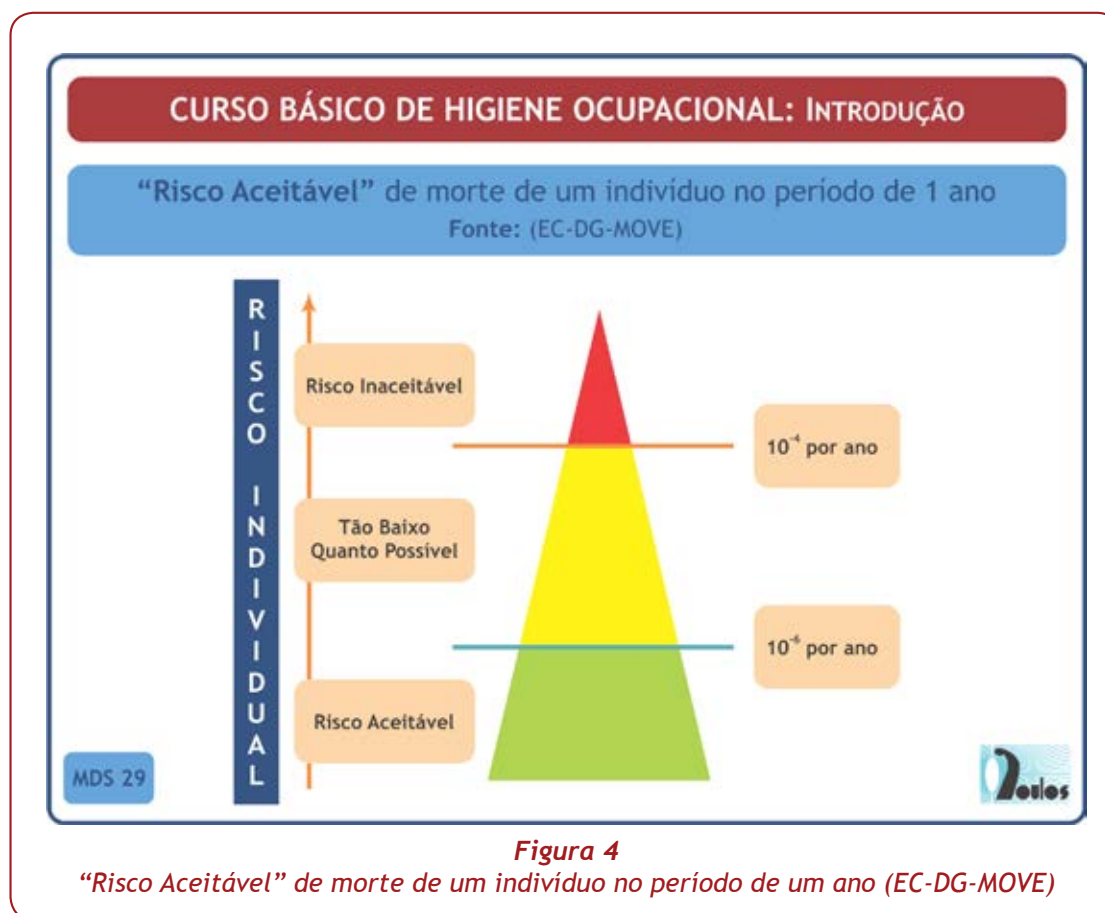 CURSO BÁSICO DE HIGIENE OCUPACIONAL: INTRODUÇÃO
“Risco Aceitável” de morte de um indivíduo no período de 1 ano
Fonte: (EC-DG-MOVE)
RISCO INDIVIDUAL
Risco Inaceitável
10⁻⁴ por ano
Tão Baixo
Quanto Possível
10⁻⁶ por ano
Risco Aceitável
MDS 29
Doulos
Figura 4
“Risco Aceitável” de morte de um indivíduo no período de um ano (EC-DG-MOVE)